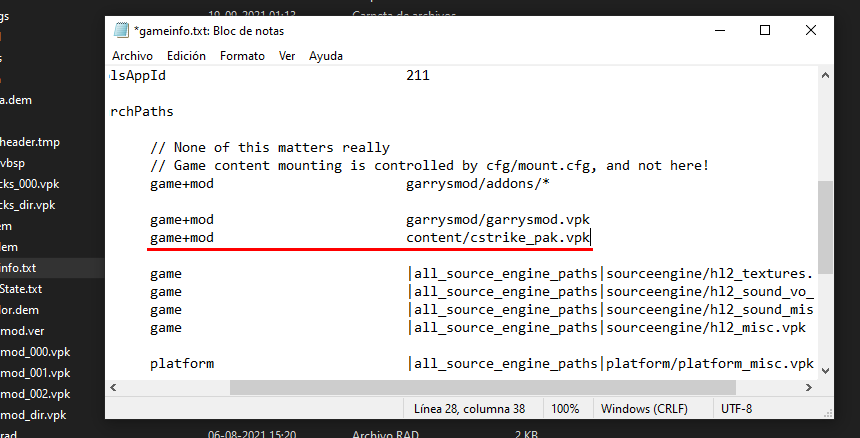 gs
19-09-2021 01:13 Carpeta de archivos
*gameinfo.txt: Bloc de notas
Archivo Edición Formato Ver Ayuda
olsAppId 211
rchPaths
// None of this matters really
// Game content mounting is controlled by cfg/mount.cfg, and not here!
game+mod garrysmod/addons/*
game+mod garrysmod/garrysmod.vpk
game+mod content/cstrike_pak.vpk
game |all_source_engine_paths|sourceengine/hl2_textures.
game |all_source_engine_paths|sourceengine/hl2_sound_vo_
game |all_source_engine_paths|sourceengine/hl2_sound_mis
game |all_source_engine_paths|sourceengine/hl2_misc.vpk
platform |all_source_engine_paths|platform/platform_misc.vpk
Línea 28, columna 38 100% Windows (CRLF) UTF-8
a.dem
header.tmp
vbsp
cks_000.vpk
cks_dir.vpk
em
dem
info.txt
State.txt
lor.dem
mod.ver
mod_000.vpk
mod_001.vpk
mod_002.vpk
mod_dir.vpk
rad 06-08-2021 15:20 Archivo RAD 2 KB